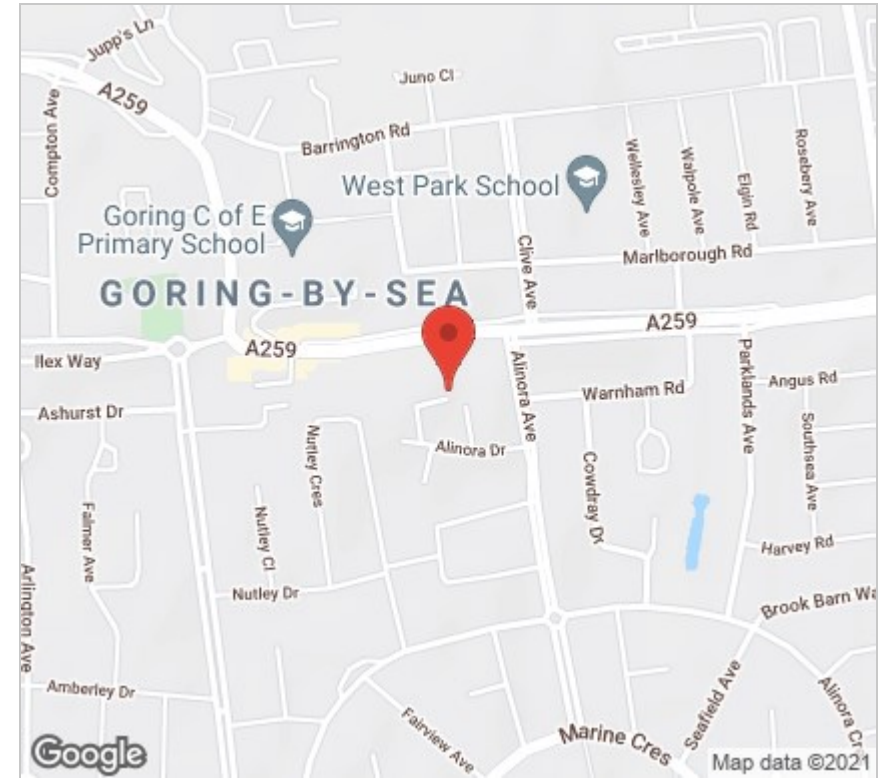 Jupp's Ln
A259
Compton Ave
Juno Cl
Barrington Rd
West Park School
Goring C of E
Primary School
Wellesley Ave
Walpole Ave
Elgin Rd
Rosebery Ave
Clive Ave
Marlborough Rd
GORING-BY-SEA
A259
A259
Ilex Way
Ashurst Dr
Alinora Ave
Warnham Rd
Parklands Ave
Angus Rd
Southsea Ave
Nutley Cres
Alinora Dr
Cowdray Dr
Falmer Ave
Nutley Cl
Harvey Rd
Arlington Ave
Nutley Dr
Brook Barn Wa
Amberley Dr
Seafield Ave
Alinora Cr
Fairview Ave
Marine Cres
Google
Map data ©2021